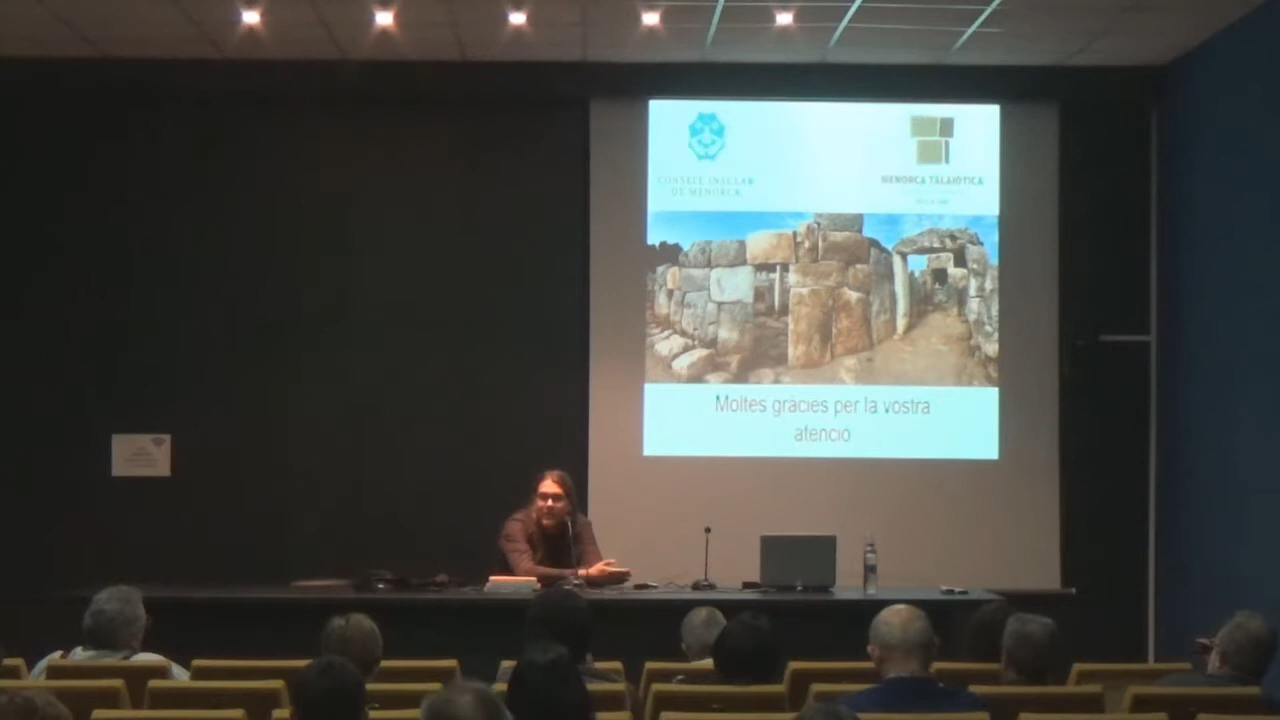 CONSELL INSULAR
DE MENORCA
MENORCA TALAIÒTICA
Moltes gràcies per la vostra
atenció